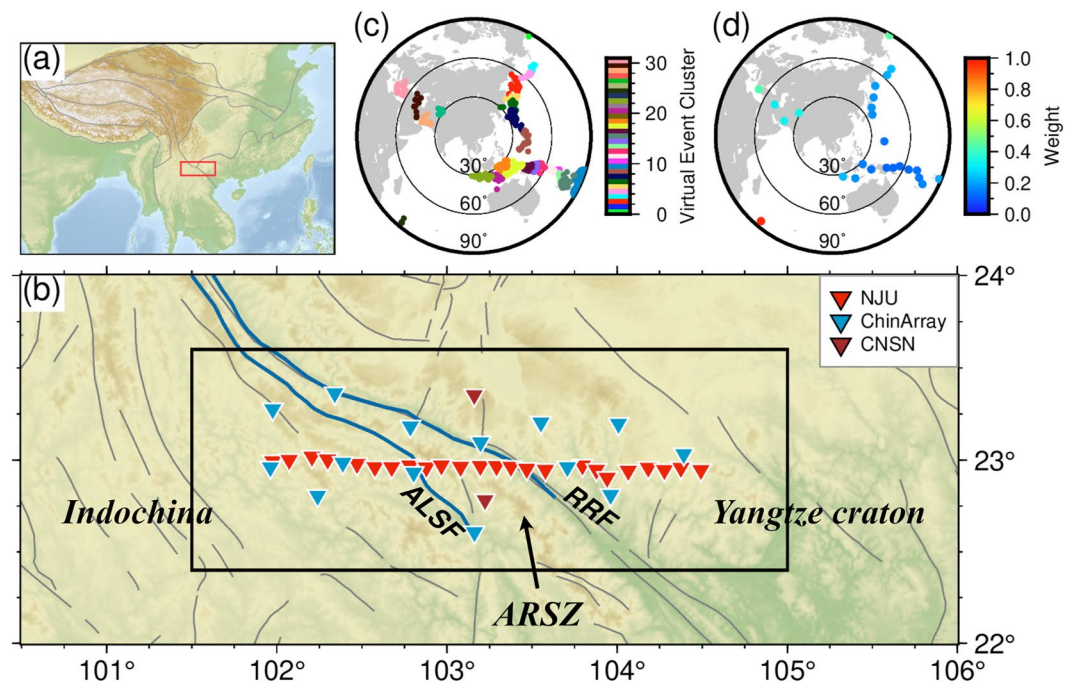 (a)
(c)
30°
60°
90°
30
20
10
0
Virtual Event Cluster
(d)
30°
60°
90°
1.0
0.8
0.6
0.4
0.2
0.0
Weight
(b)
NJU
ChinArray
CNSN
Indochina
ALSF
RRF
Yangtze craton
ARSZ
24°
23°
22°
101°
102°
103°
104°
105°
106°